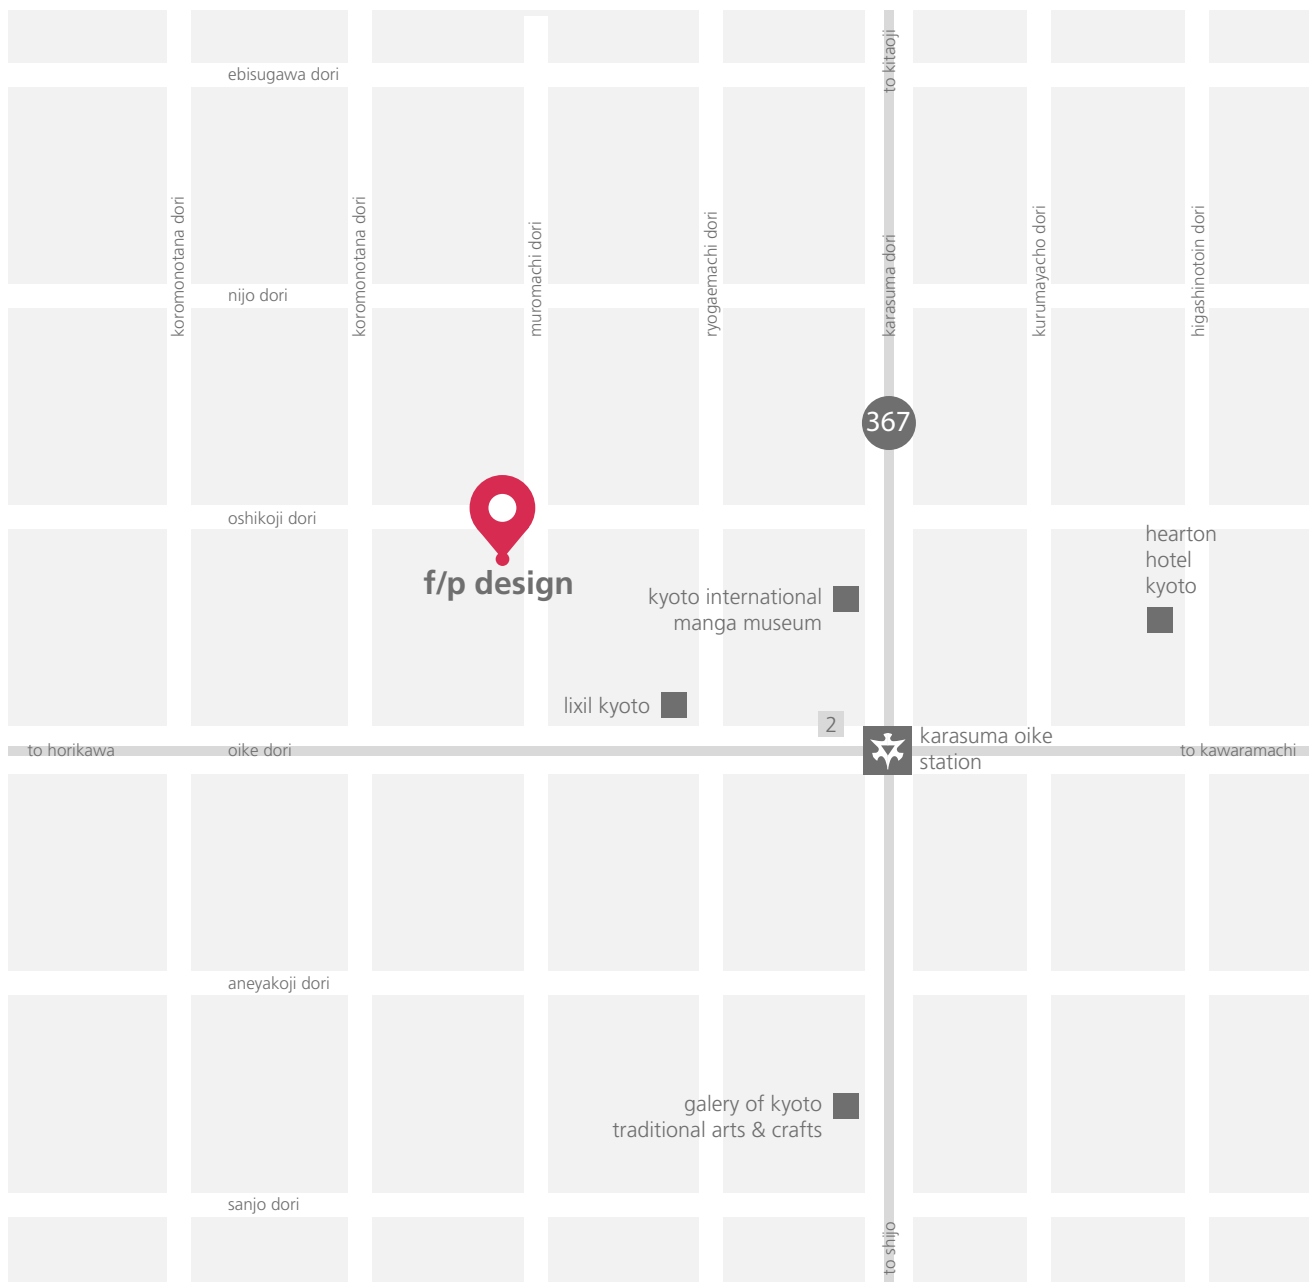 to kitaoji
ebisugawa dori
koromonotana dori
koromonotana dori
muromachi dori
ryogaemachi dori
karasuma dori
kurumayacho dori
higashinotoin dori
nijo dori
367
oshikoji dori
f/p design
hearton
hotel
kyoto
kyoto international
manga museum
lixil kyoto
2
to horikawa
oike dori
karasuma oike
station
to kawaramachi
aneyakoji dori
galery of kyoto
traditional arts & crafts
sanjo dori
to shijo